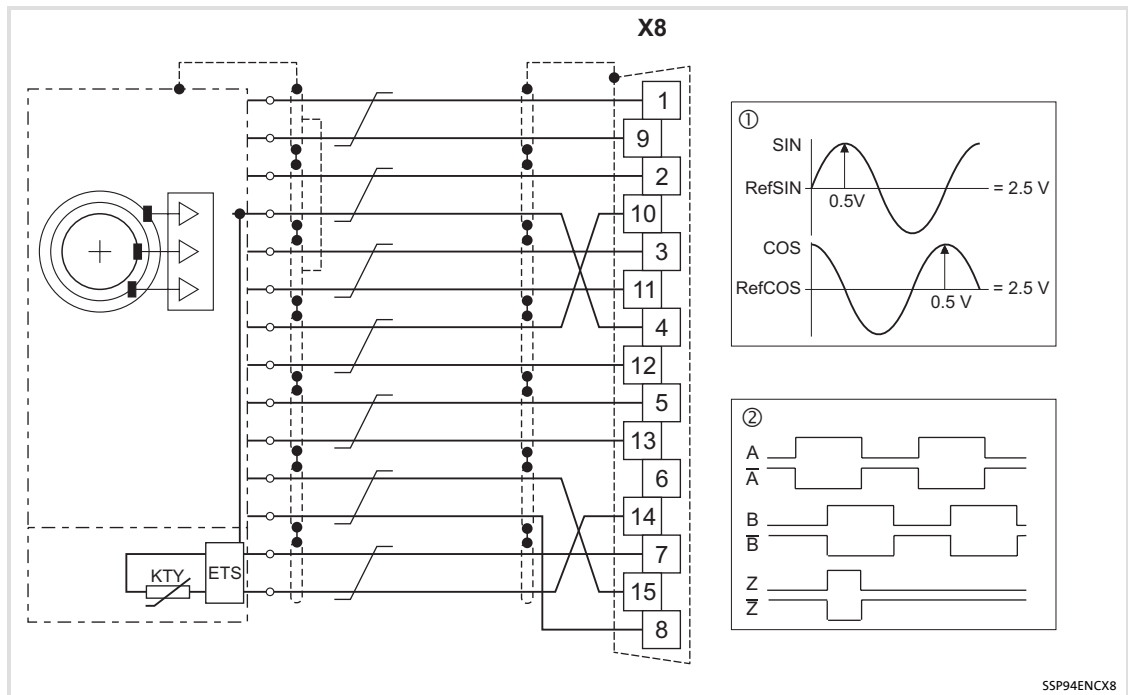 X8
1
9
2
10
3
11
4
12
5
13
6
14
7
15
8
KTY
ETS
①
SIN
RefSIN
0.5V
= 2.5 V
COS
RefCOS
0.5 V
= 2.5 V
②
A
A̅
B
B̅
Z
Z̅
SSP94ENCX8